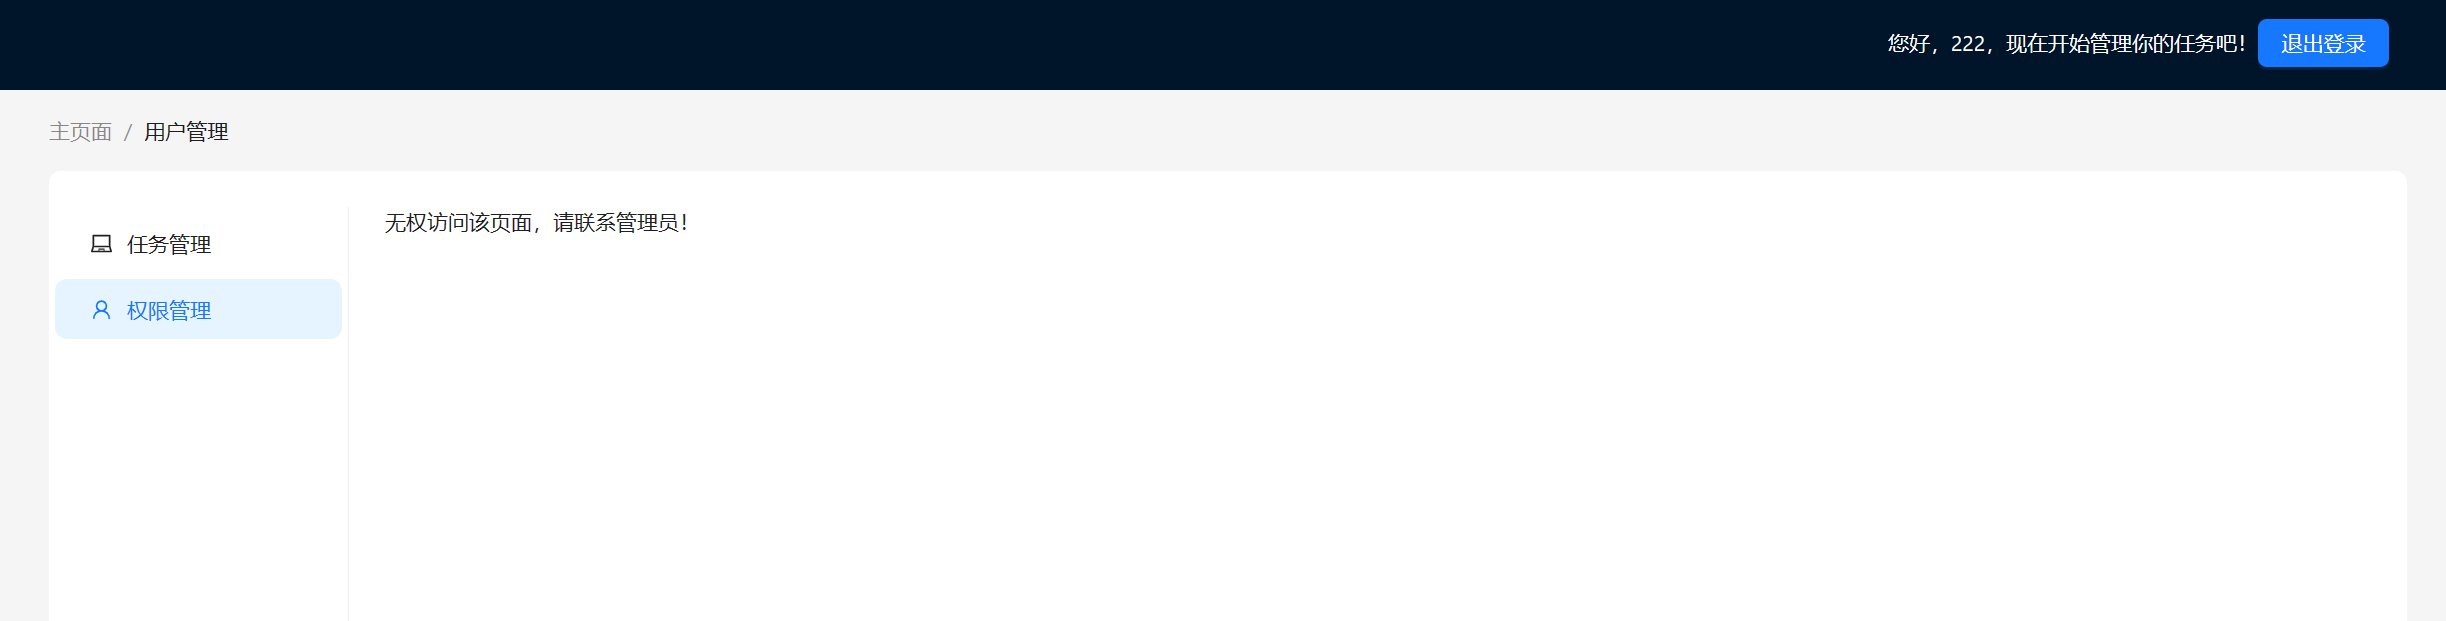 您好，222，现在开始管理你的任务吧！ 退出登录
主页面 / 用户管理
任务管理
权限管理
无权访问该页面，请联系管理员！